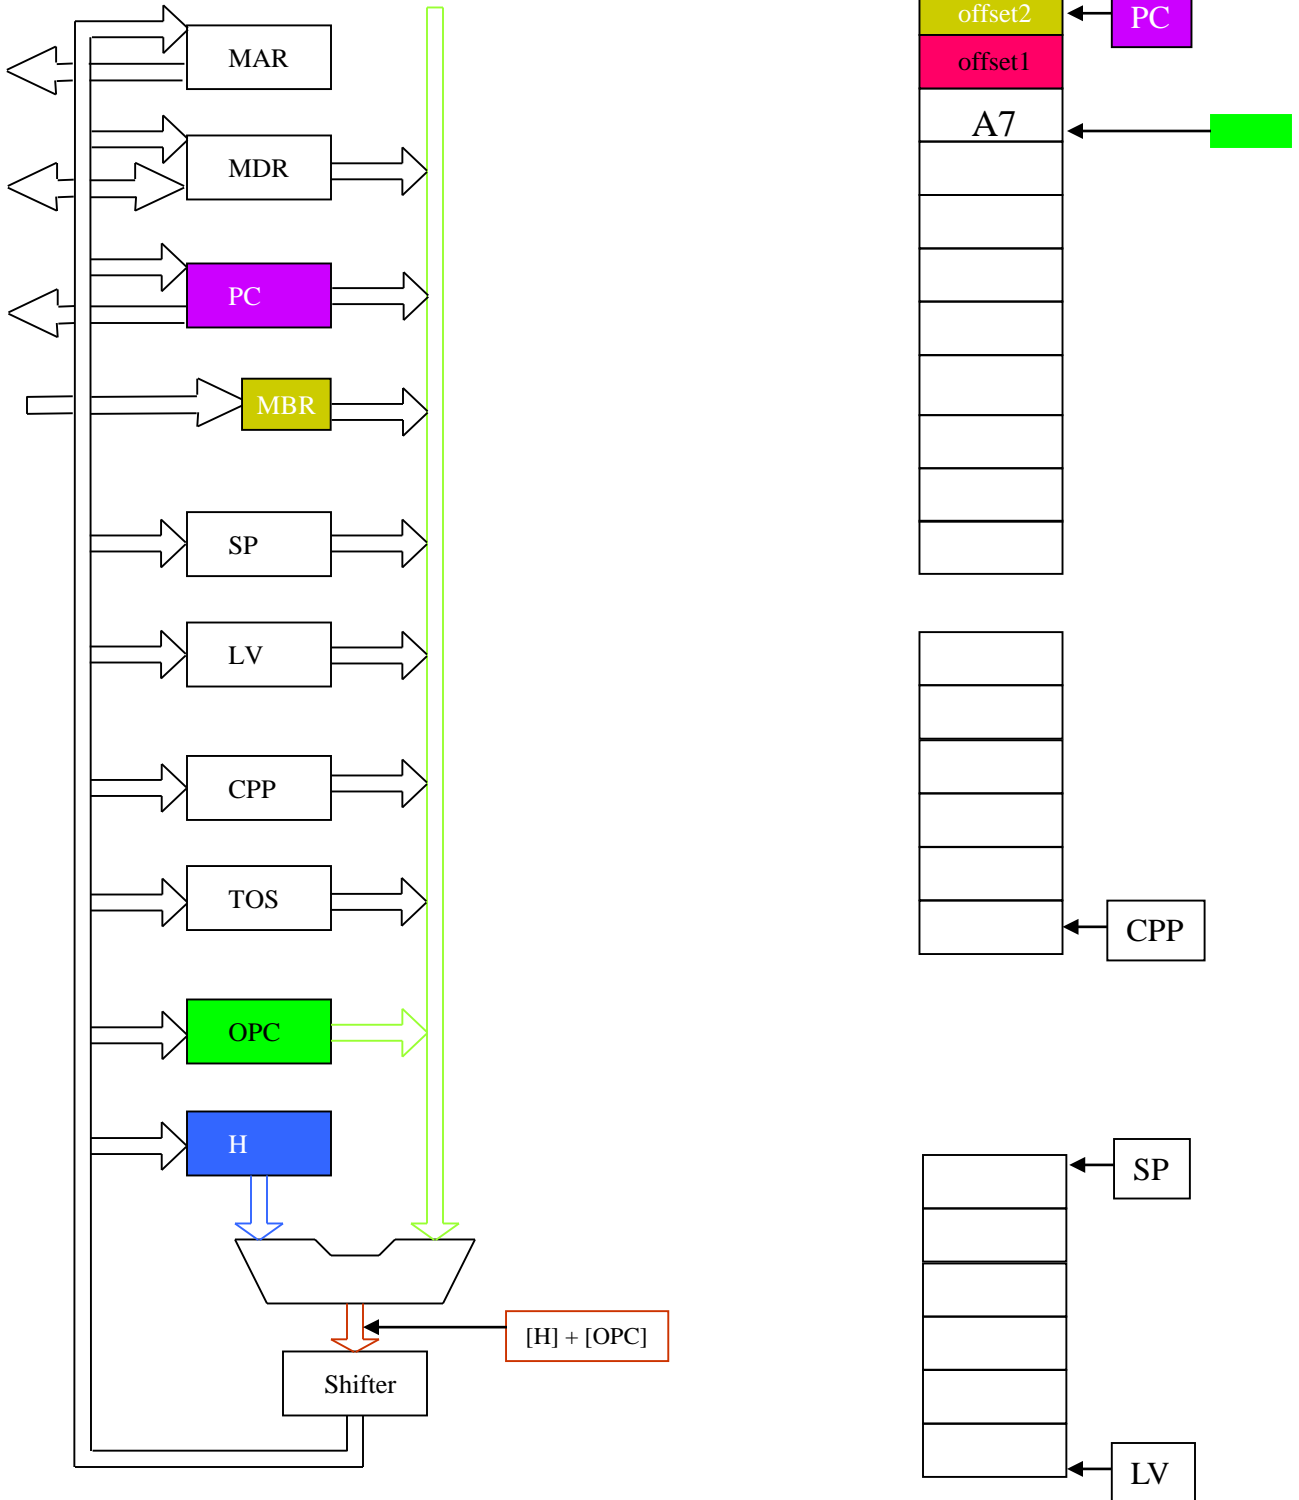 MAR
MDR
PC
MBR
SP
LV
CPP
TOS
OPC
H
[H] + [OPC]
Shifter
offset2
PC
offset1
A7
CPP
SP
LV